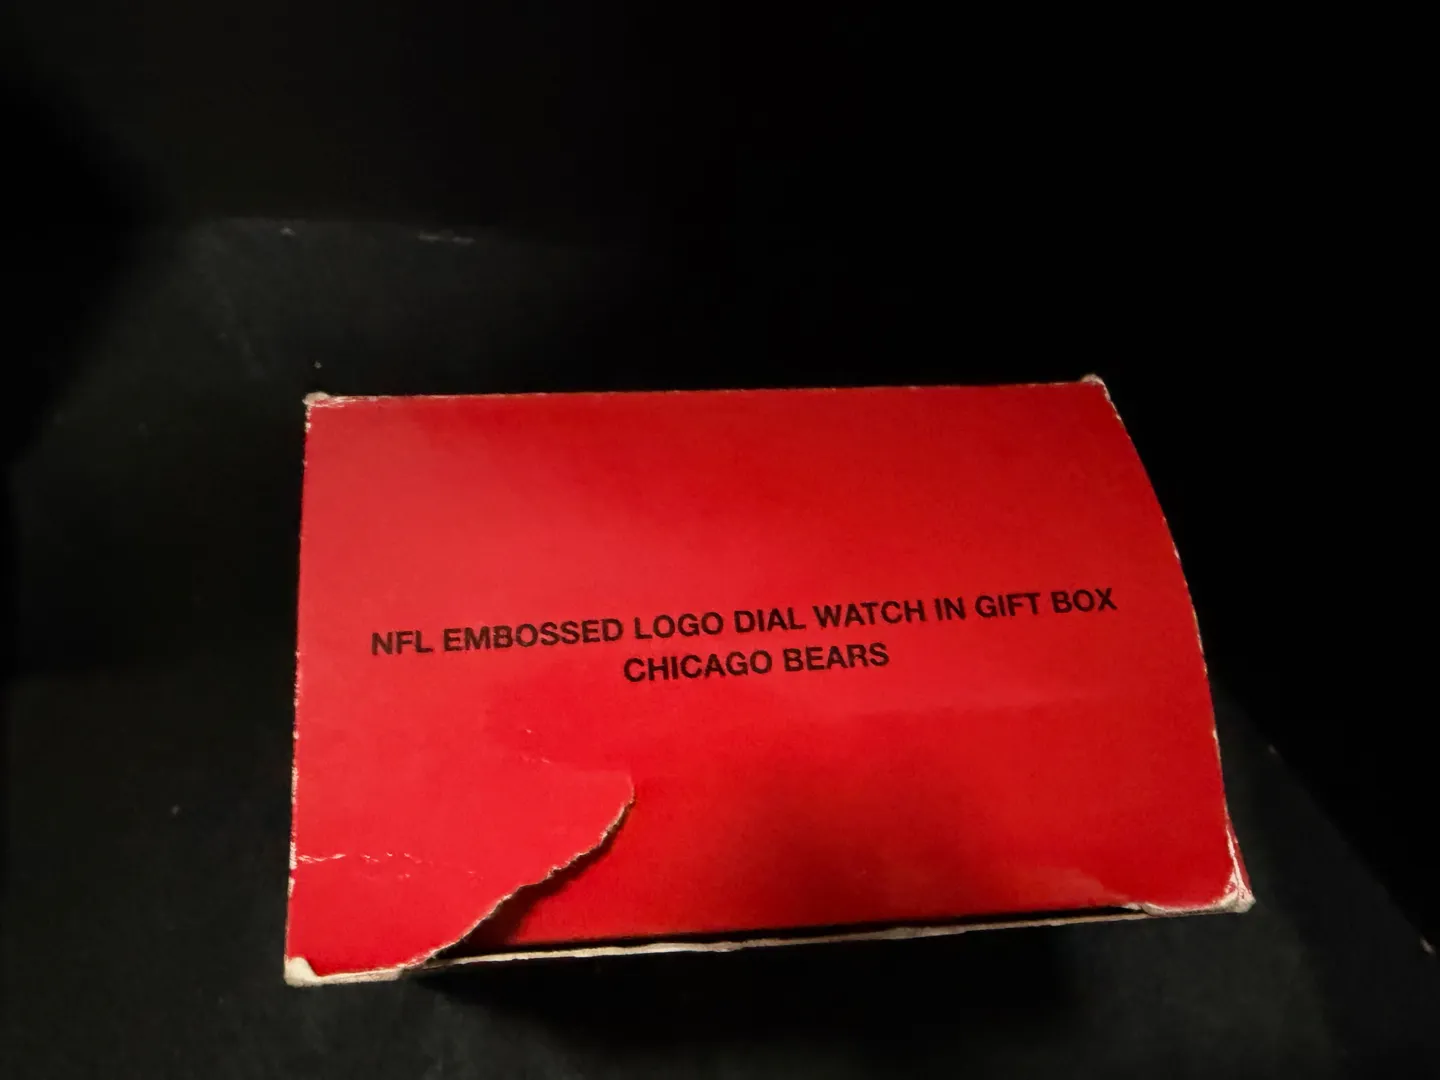 NFL EMBOSSED LOGO DIAL WATCH IN GIFT BOX
CHICAGO BEARS